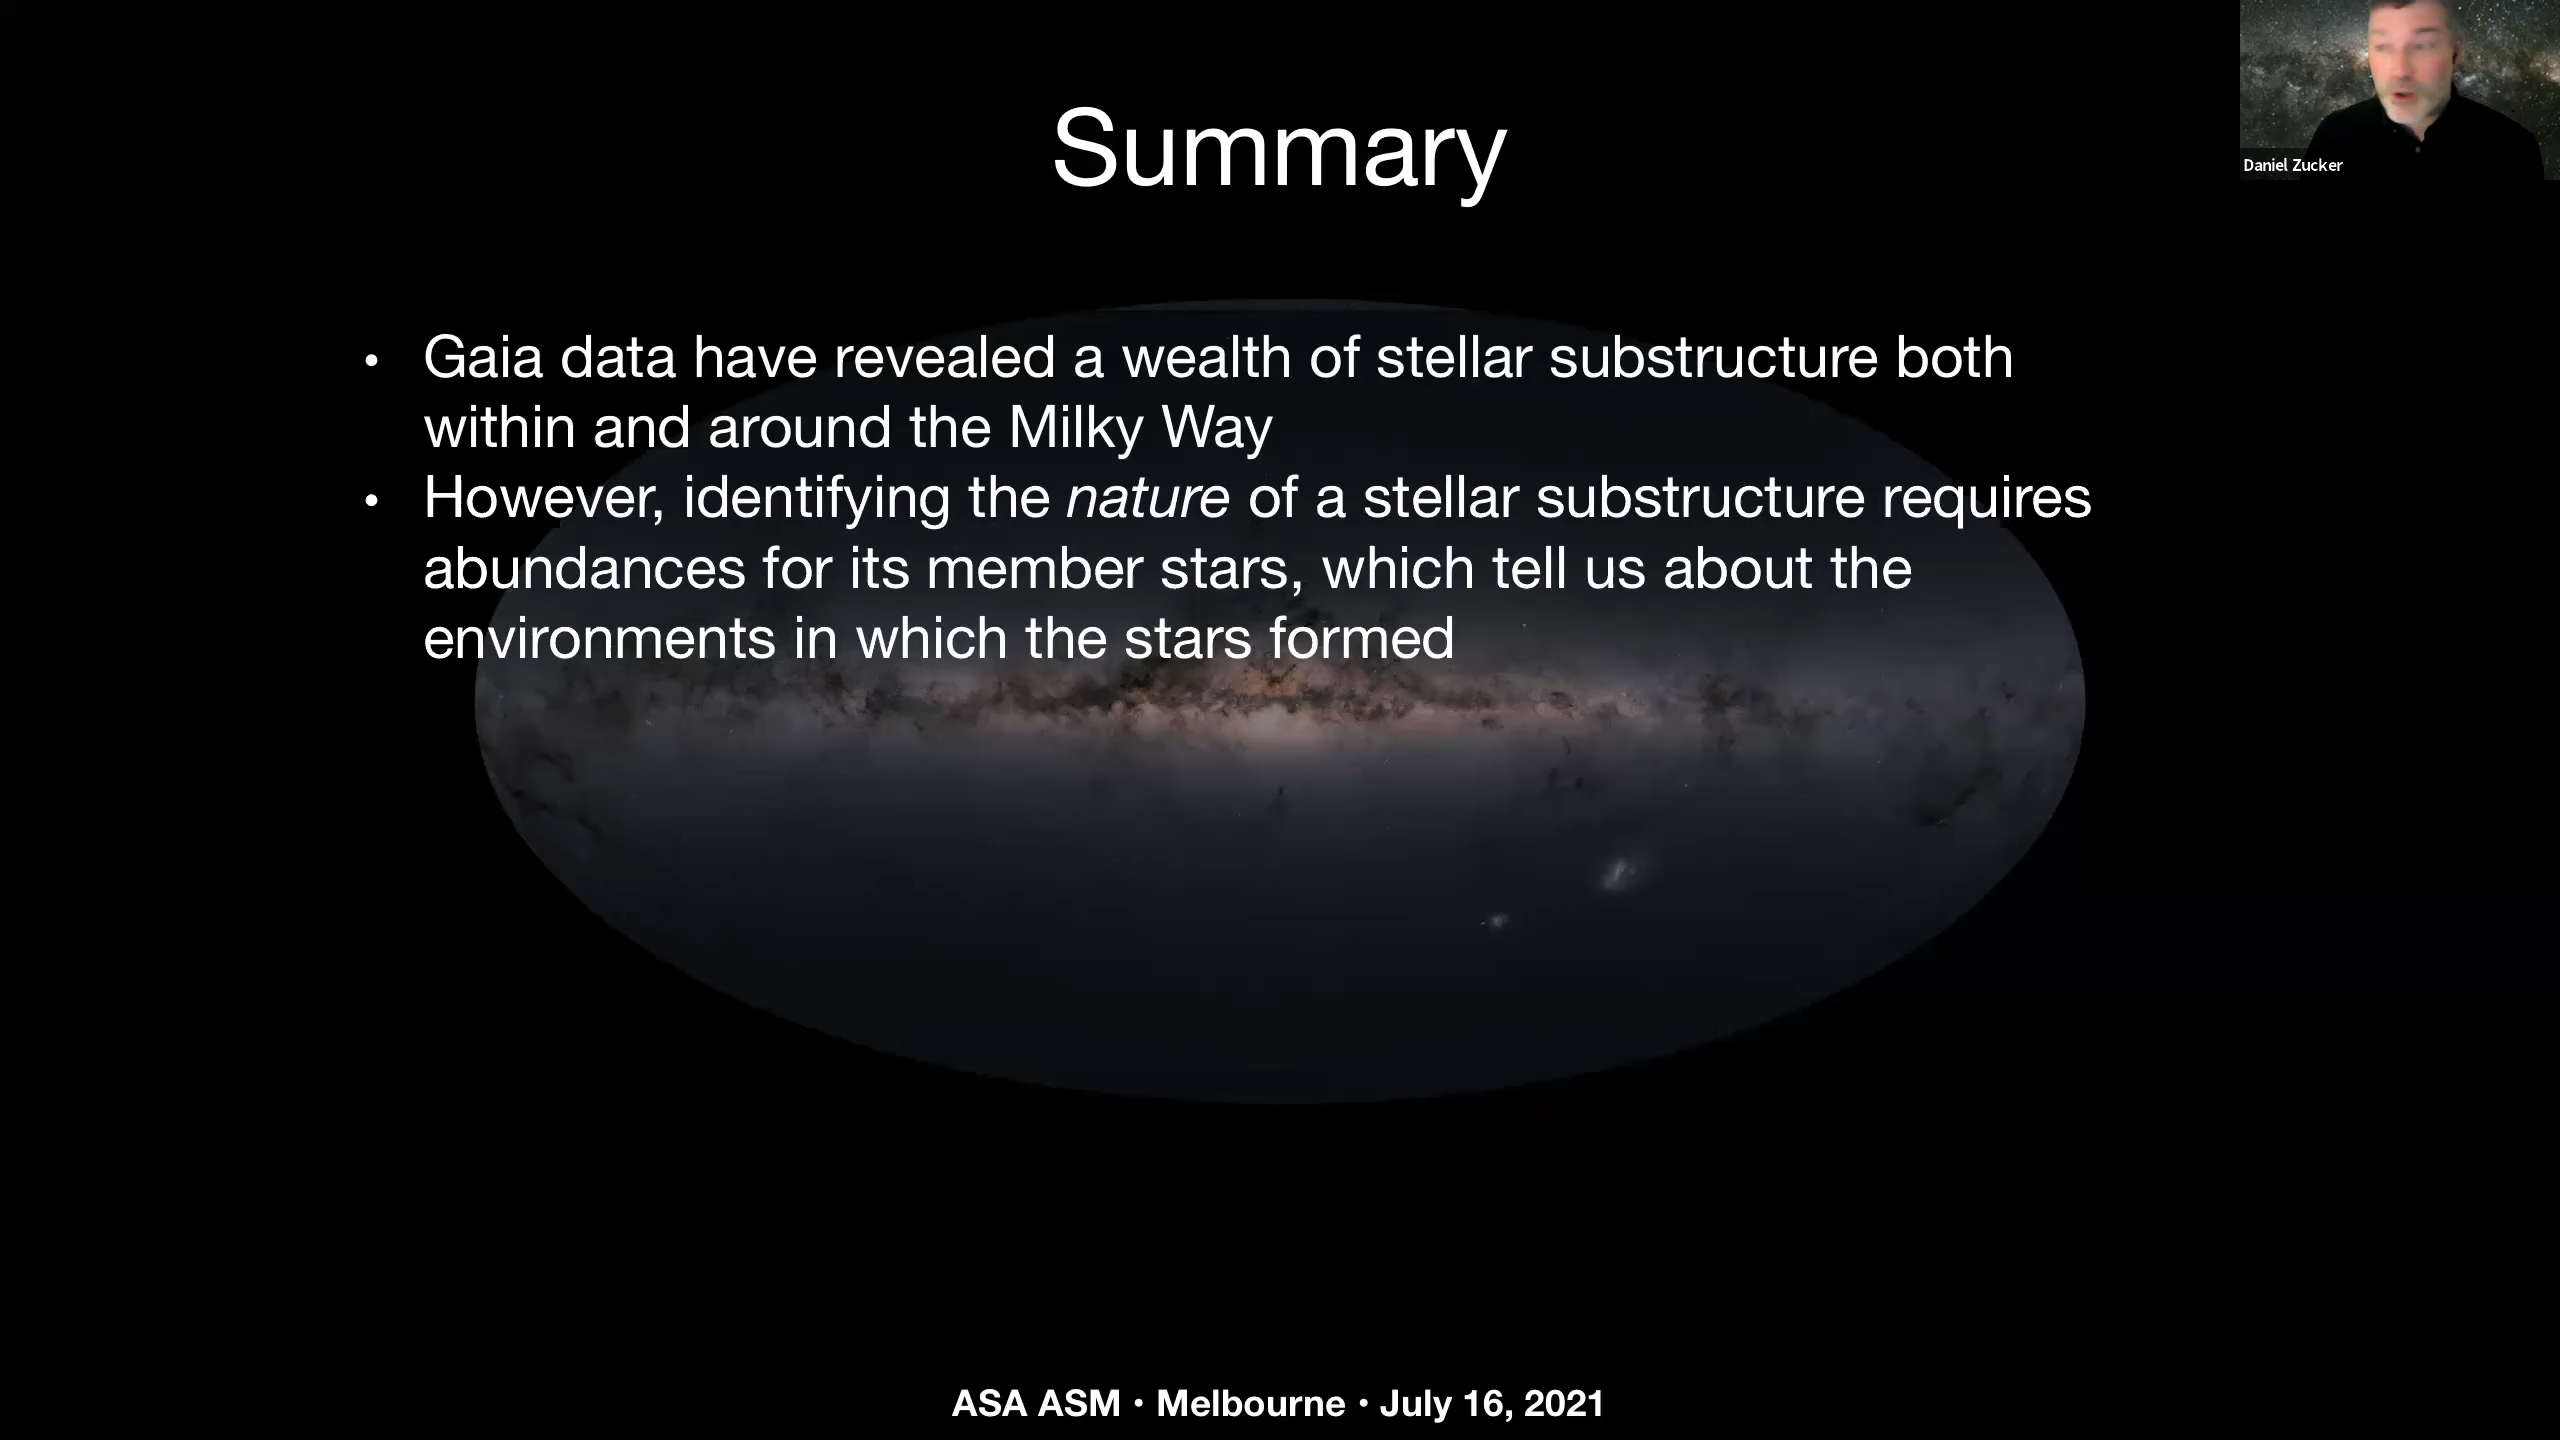 Summary
Daniel Zucker
• Gaia data have revealed a wealth of stellar substructure both
within and around the Milky Way
• However, identifying the nature of a stellar substructure requires
abundances for its member stars, which tell us about the
environments in which the stars formed
ASA ASM • Melbourne • July 16, 2021